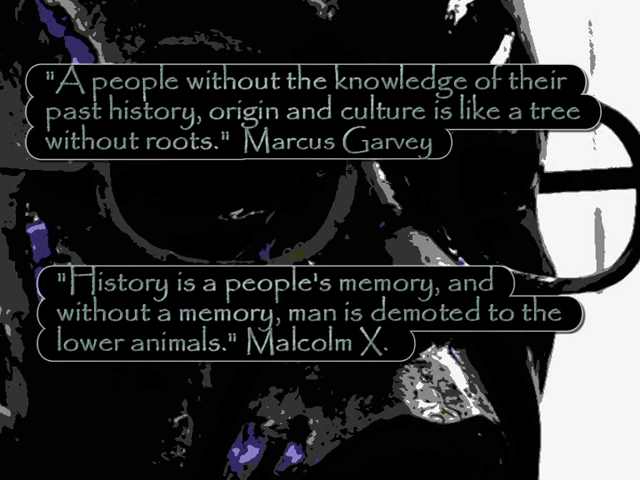 "A people without the knowledge of their
past history, origin and culture is like a tree
without roots." Marcus Garvey
"History is a people's memory, and
without a memory, man is demoted to the
lower animals." Malcolm X.